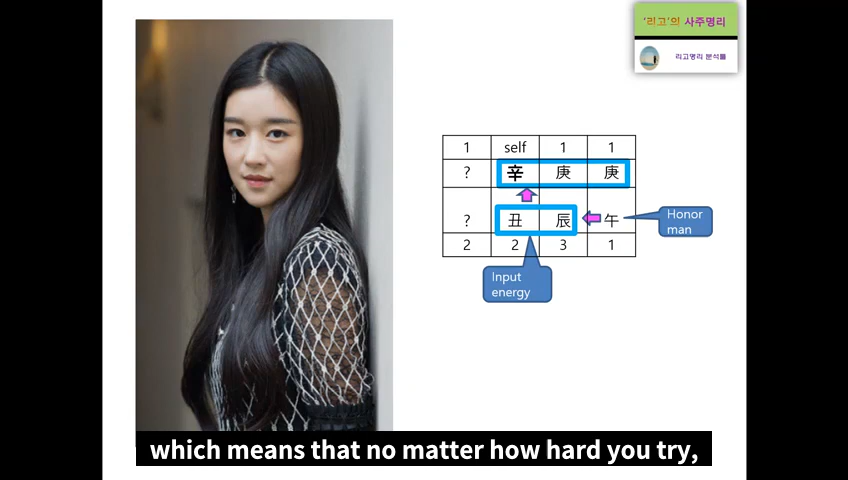 '리고'의 사주명리
리고명리 분석틀
1 self 1 1
? 辛 庚 庚
? 丑 辰 午
2 2 3 1
Honor
man
Input
energy
which means that no matter how hard you try,